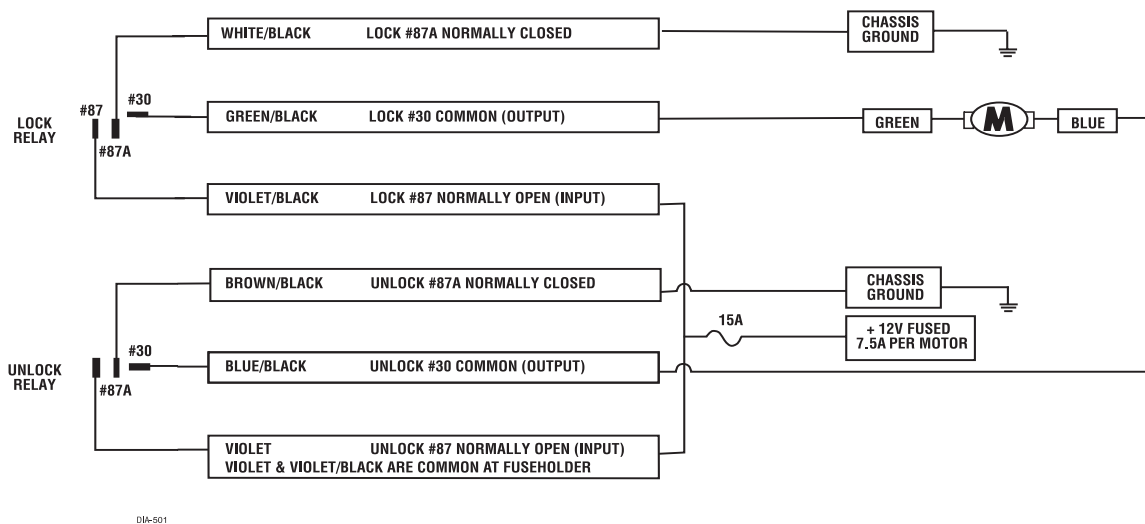 WHITE/BLACK LOCK #87A NORMALLY CLOSED
CHASSIS
GROUND
#87
#30
LOCK
RELAY
#87A
GREEN/BLACK LOCK #30 COMMON (OUTPUT)
GREEN
M
BLUE
VIOLET/BLACK LOCK #87 NORMALLY OPEN (INPUT)
BROWN/BLACK UNLOCK #87A NORMALLY CLOSED
CHASSIS
GROUND
15A
+ 12V FUSED
7.5A PER MOTOR
#30
UNLOCK
RELAY
#87A
BLUE/BLACK UNLOCK #30 COMMON (OUTPUT)
VIOLET UNLOCK #87 NORMALLY OPEN (INPUT)
VIOLET & VIOLET/BLACK ARE COMMON AT FUSEHOLDER
DIA-501